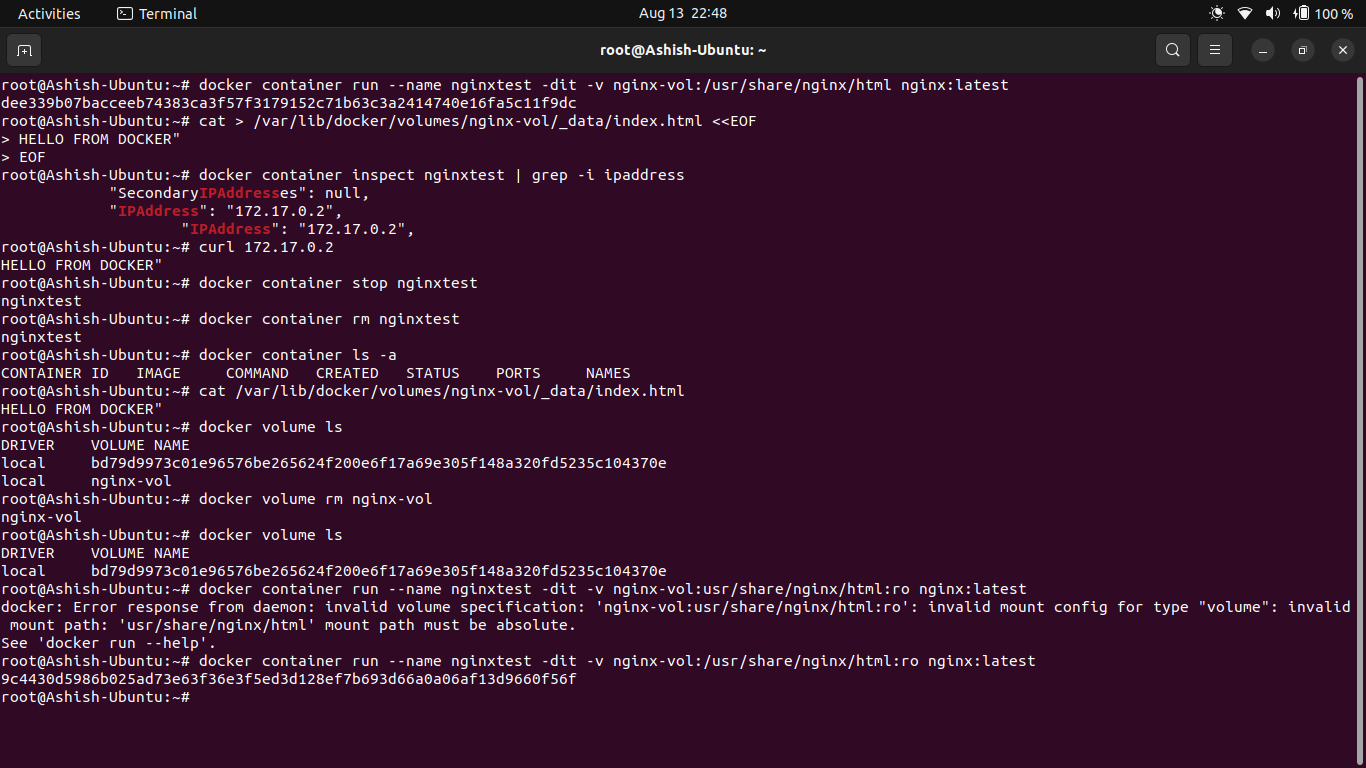 Activities Terminal Aug 13 22:48 100 %
root@Ashish-Ubuntu: ~
root@Ashish-Ubuntu:~# docker container run --name nginxtest -dit -v nginx-vol:/usr/share/nginx/html nginx:latest
dee339b07bacceeb74383ca3f57f3179152c71b63c3a2414740e16fa5c11f9dc
root@Ashish-Ubuntu:~# cat > /var/lib/docker/volumes/nginx-vol/_data/index.html <<EOF
> HELLO FROM DOCKER"
> EOF
root@Ashish-Ubuntu:~# docker container inspect nginxtest | grep -i ipaddress
            "SecondaryIPAddresses": null,
            "IPAddress": "172.17.0.2",
                    "IPAddress": "172.17.0.2",
root@Ashish-Ubuntu:~# curl 172.17.0.2
HELLO FROM DOCKER"
root@Ashish-Ubuntu:~# docker container stop nginxtest
nginxtest
root@Ashish-Ubuntu:~# docker container rm nginxtest
nginxtest
root@Ashish-Ubuntu:~# docker container ls -a
CONTAINER ID   IMAGE     COMMAND   CREATED   STATUS    PORTS     NAMES
root@Ashish-Ubuntu:~# cat /var/lib/docker/volumes/nginx-vol/_data/index.html
HELLO FROM DOCKER"
root@Ashish-Ubuntu:~# docker volume ls
DRIVER    VOLUME NAME
local     bd79d9973c01e96576be265624f200e6f17a69e305f148a320fd5235c104370e
local     nginx-vol
root@Ashish-Ubuntu:~# docker volume rm nginx-vol
nginx-vol
root@Ashish-Ubuntu:~# docker volume ls
DRIVER    VOLUME NAME
local     bd79d9973c01e96576be265624f200e6f17a69e305f148a320fd5235c104370e
root@Ashish-Ubuntu:~# docker container run --name nginxtest -dit -v nginx-vol:usr/share/nginx/html:ro nginx:latest
docker: Error response from daemon: invalid volume specification: 'nginx-vol:usr/share/nginx/html:ro': invalid mount config for type "volume": invalid
 mount path: 'usr/share/nginx/html' mount path must be absolute.
See 'docker run --help'.
root@Ashish-Ubuntu:~# docker container run --name nginxtest -dit -v nginx-vol:/usr/share/nginx/html:ro nginx:latest
9c4430d5986b025ad73e63f36e3f5ed3d128ef7b693d66a0a06af13d9660f56f
root@Ashish-Ubuntu:~#